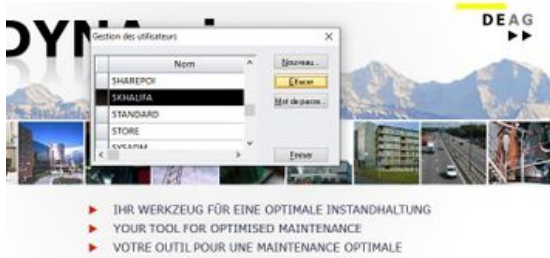 DEAG
DYNA
Gestion des utilisateurs
Nom
SHAREPOI
SKHALIFA
STANDARD
STORE
SYSADM
Nouveau...
Effacer
Mot de passe...
Fermer
IHR WERKZEUG FÜR EINE OPTIMALE INSTANDHALTUNG
YOUR TOOL FOR OPTIMISED MAINTENANCE
VOTRE OUTIL POUR UNE MAINTENANCE OPTIMALE